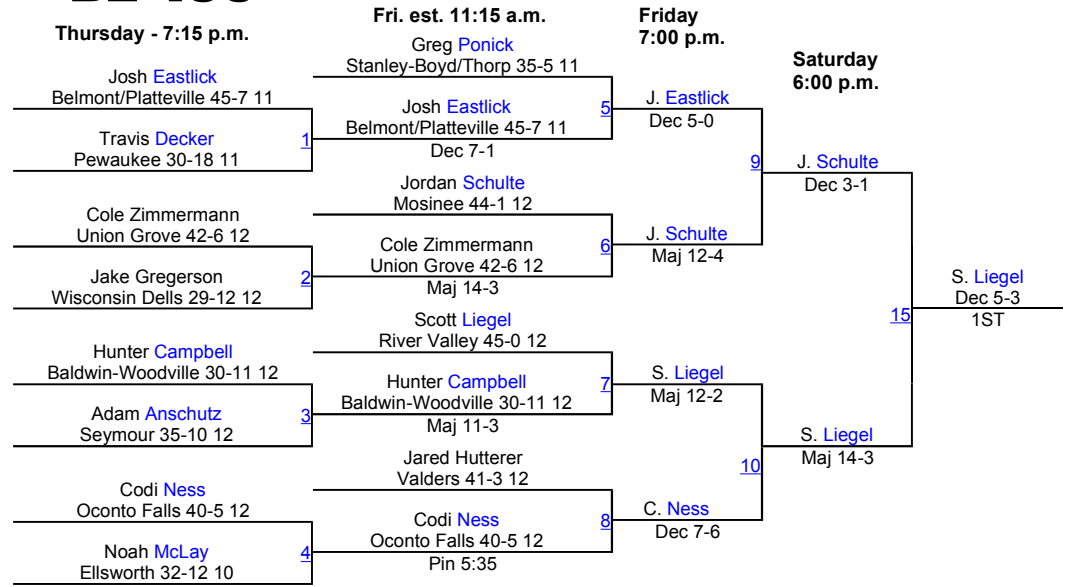 Thursday - 7:15 p.m.
Josh Eastlick
Belmont/Platteville 45-7 11
Travis Decker
Pewaukee 30-18 11
1
Cole Zimmermann
Union Grove 42-6 12
Jake Gregerson
Wisconsin Dells 29-12 12
2
Hunter Campbell
Baldwin-Woodville 30-11 12
Adam Anschutz
Seymour 35-10 12
3
Codi Ness
Oconto Falls 40-5 12
Noah McLay
Ellsworth 32-12 10
4
Fri. est. 11:15 a.m.
Greg Ponick
Stanley-Boyd/Thorp 35-5 11
Josh Eastlick
Belmont/Platteville 45-7 11
Dec 7-1
5
Jordan Schulte
Mosinee 44-1 12
Cole Zimmermann
Union Grove 42-6 12
Maj 14-3
6
Scott Liegel
River Valley 45-0 12
Hunter Campbell
Baldwin-Woodville 30-11 12
Maj 11-3
7
Jared Hutterer
Valders 41-3 12
Codi Ness
Oconto Falls 40-5 12
Pin 5:35
8
Friday
7:00 p.m.
J. Eastlick
Dec 5-0
9
J. Schulte
Maj 12-4
S. Liegel
Maj 12-2
10
C. Ness
Dec 7-6
Saturday
6:00 p.m.
J. Schulte
Dec 3-1
15
S. Liegel
Maj 14-3
S. Liegel
Dec 5-3
1ST